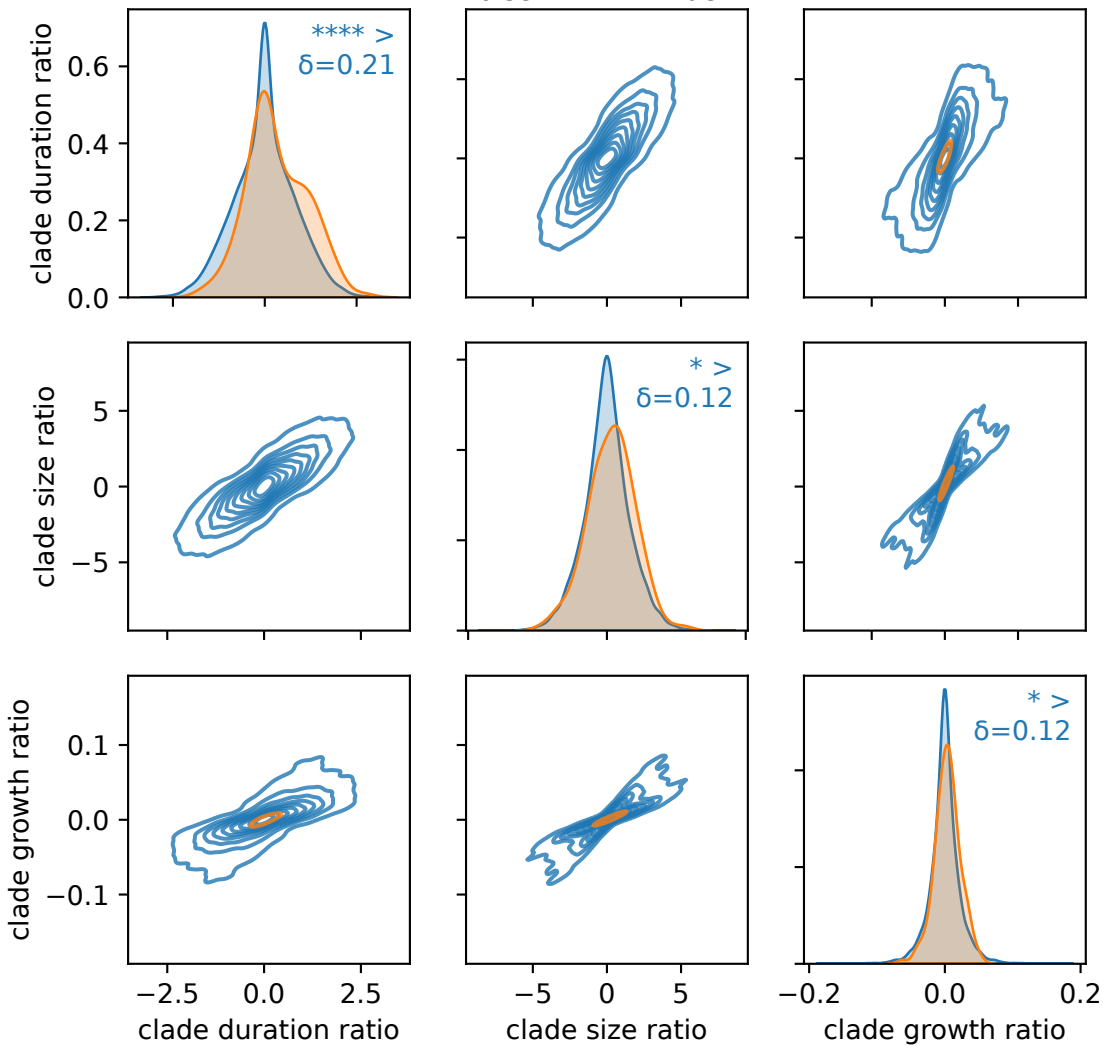 clade duration ratio
0.6
0.4
0.2
0.0
**** >
δ=0.21
clade size ratio
5
0
−5
* >
δ=0.12
clade growth ratio
0.1
0.0
−0.1
* >
δ=0.12
−2.5 0.0 2.5
−5 0 5
−0.2 0.0 0.2
clade duration ratio
clade size ratio
clade growth ratio